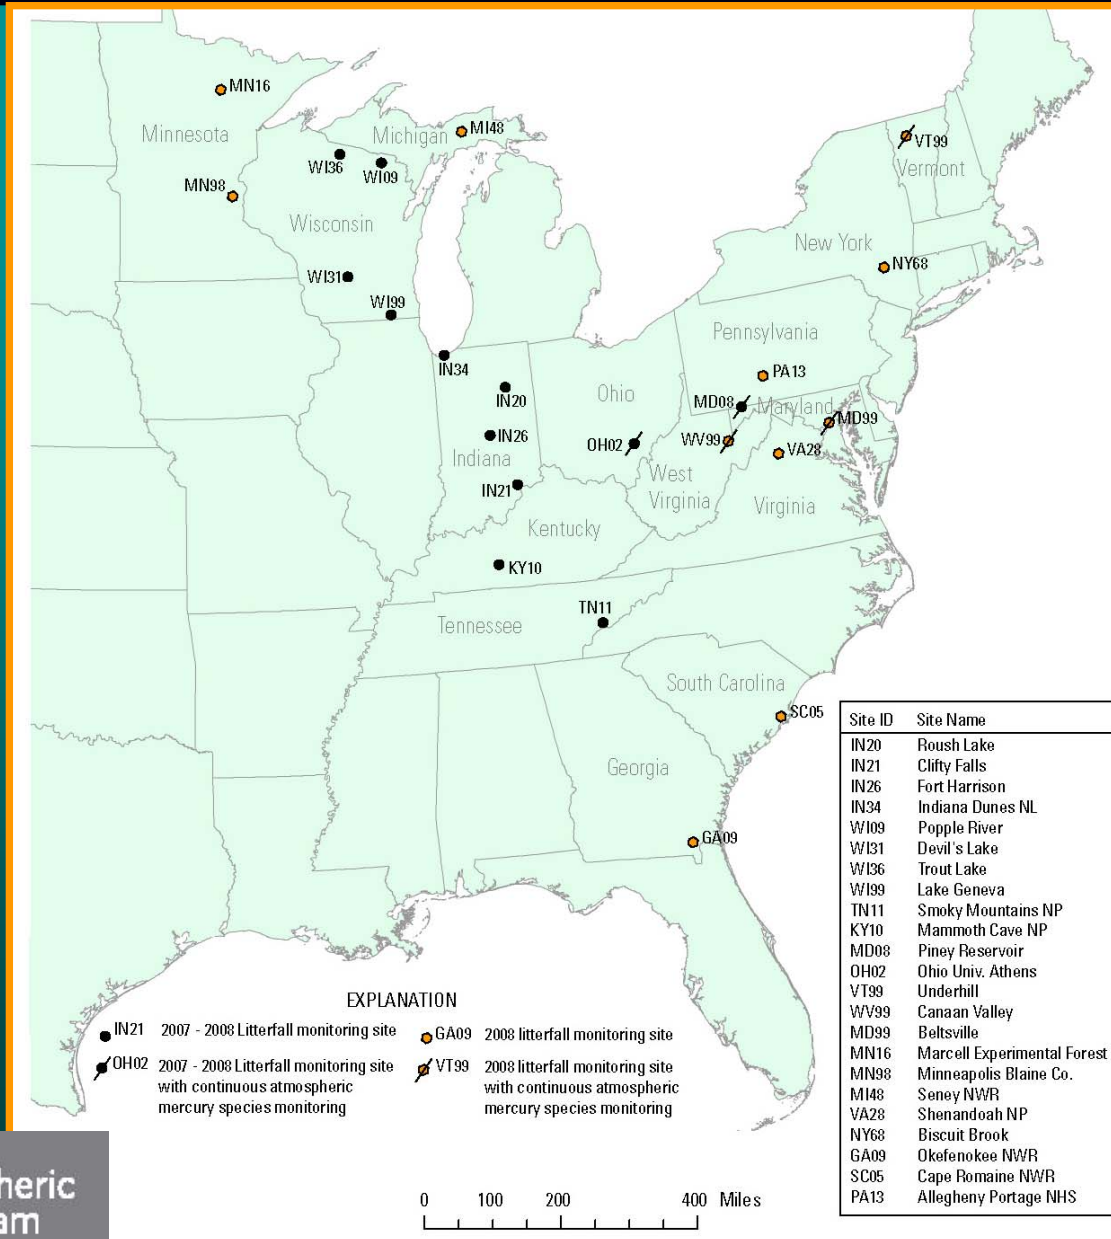 MN16
Minnesota
Michigan
MI48
WI36
WI09
MN98
Wisconsin
VT99
Vermont
New York
NY68
WI31
WI99
IN34
IN20
IN26
Indiana
IN21
Ohio
OH02
Pennsylvania
PA13
MD08
Maryland
MD99
WV99
VA28
West
Virginia
Virginia
Kentucky
KY10
TN11
Tennessee
South Carolina
SC05
Georgia
GA09
Site ID Site Name
IN20 Roush Lake
IN21 Clifty Falls
IN26 Fort Harrison
IN34 Indiana Dunes NL
WI09 Popple River
WI31 Devil's Lake
WI36 Trout Lake
WI99 Lake Geneva
TN11 Smoky Mountains NP
KY10 Mammoth Cave NP
MD08 Piney Reservoir
OH02 Ohio Univ. Athens
VT99 Underhill
WV99 Canaan Valley
MD99 Beltsville
MN16 Marcell Experimental Forest
MN98 Minneapolis Blaine Co.
MI48 Seney NWR
VA28 Shenandoah NP
NY68 Biscuit Brook
GA09 Okefenokee NWR
SC05 Cape Romaine NWR
PA13 Allegheny Portage NHS
EXPLANATION
IN21 2007 - 2008 Litterfall monitoring site
OH02 2007 - 2008 Litterfall monitoring site
with continuous atmospheric
mercury species monitoring
GA09 2008 litterfall monitoring site
VT99 2008 litterfall monitoring site
with continuous atmospheric
mercury species monitoring
0 100 200 400 Miles
heric
am